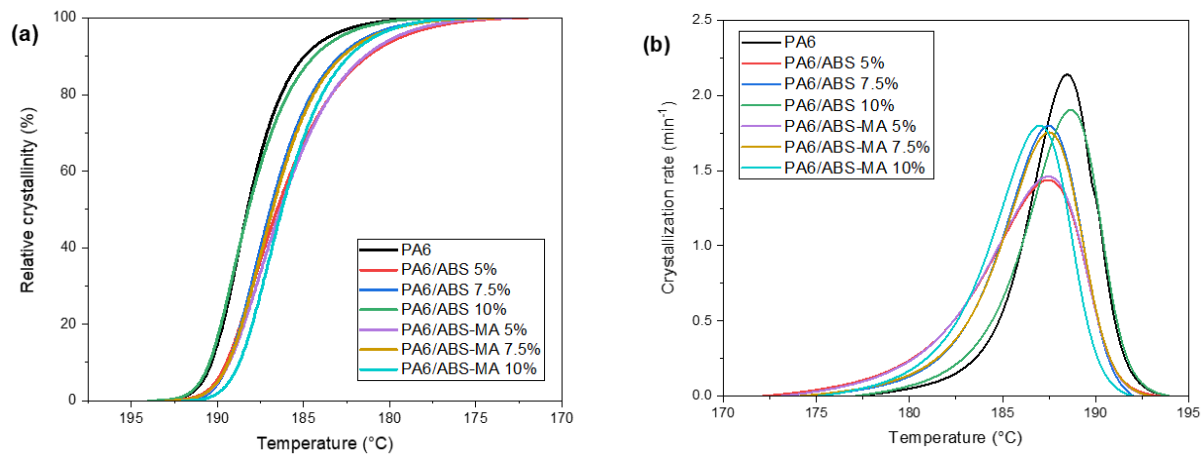 (a)
Relative crystallinity (%)
100
80
60
40
20
0
195
190
185
180
175
170
Temperature (°C)
PA6
PA6/ABS 5%
PA6/ABS 7.5%
PA6/ABS 10%
PA6/ABS-MA 5%
PA6/ABS-MA 7.5%
PA6/ABS-MA 10%
(b)
Crystallization rate (min⁻¹)
2.5
2.0
1.5
1.0
0.5
0.0
170
175
180
185
190
195
Temperature (°C)
PA6
PA6/ABS 5%
PA6/ABS 7.5%
PA6/ABS 10%
PA6/ABS-MA 5%
PA6/ABS-MA 7.5%
PA6/ABS-MA 10%